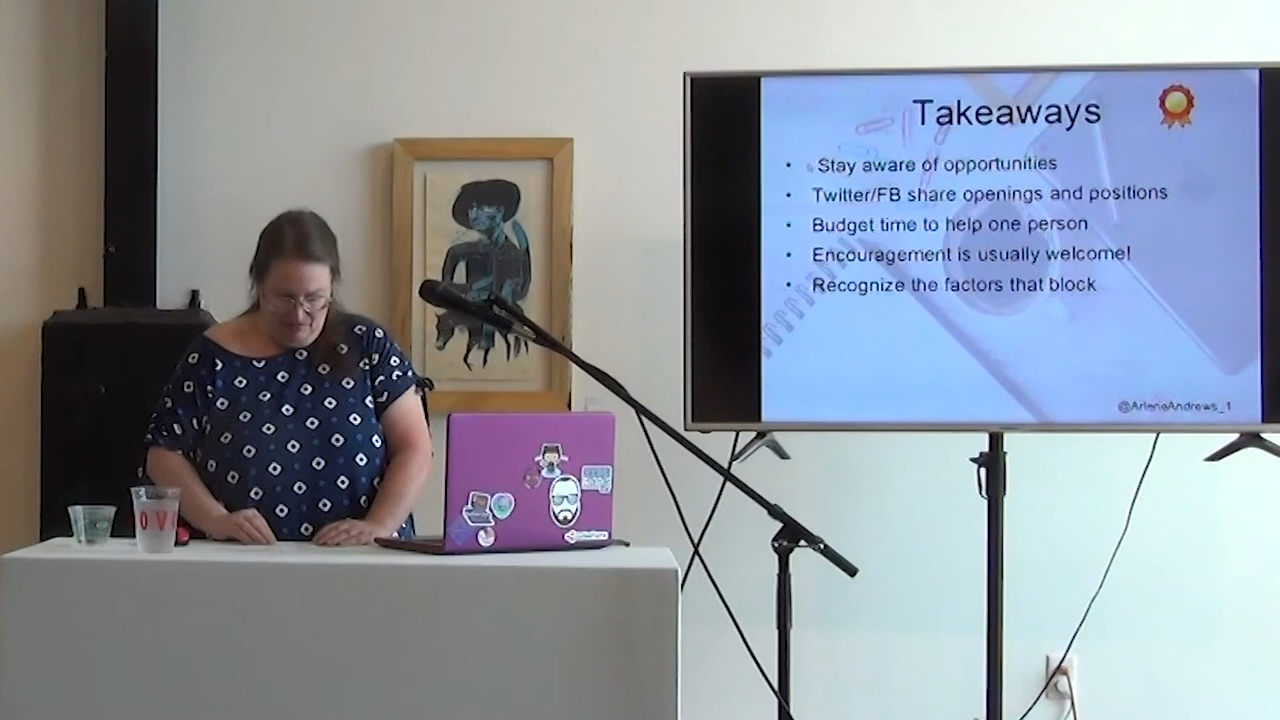 Takeaways
• Stay aware of opportunities
• Twitter/FB share openings and positions
• Budget time to help one person
• Encouragement is usually welcome!
• Recognize the factors that block
@ArleneAndrews_1
OV